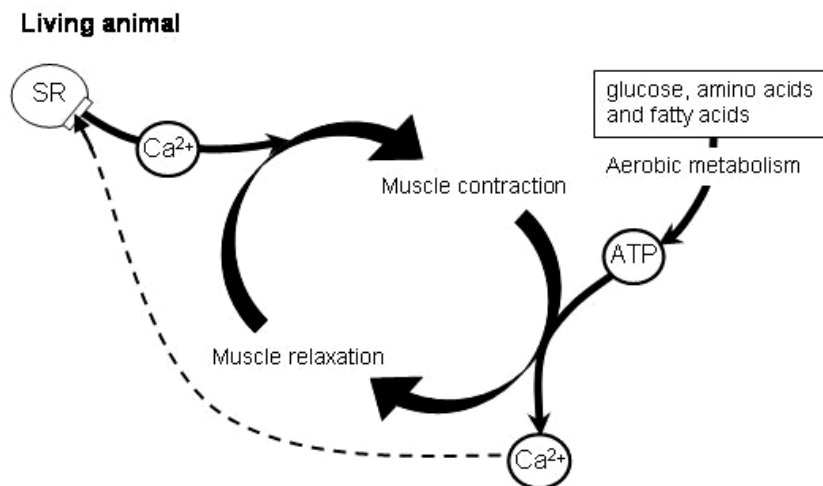 Living animal
SR
Ca2+
glucose, amino acids
and fatty acids
Aerobic metabolism
Muscle contraction
ATP
Muscle relaxation
Ca2+